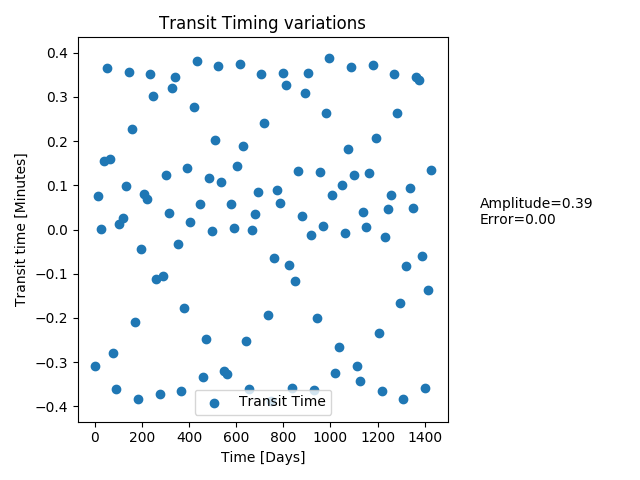 Transit Timing variations
0.4
0.3
0.2
0.1
0.0
−0.1
−0.2
−0.3
−0.4
Transit time [Minutes]
Amplitude=0.39
Error=0.00
Transit Time
0
200
400
600
800
1000
1200
1400
Time [Days]